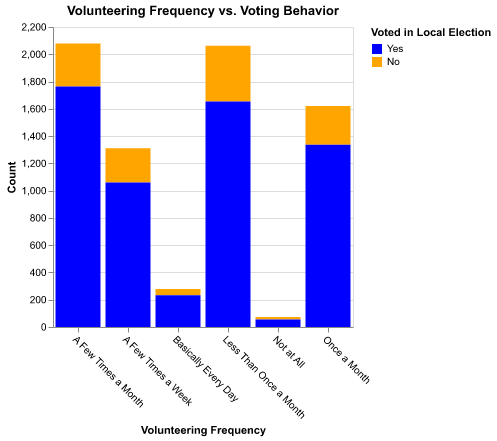 Volunteering Frequency vs. Voting Behavior
Voted in Local Election
Yes
No
Count
2,200
2,000
1,800
1,600
1,400
1,200
1,000
800
600
400
200
0
A Few Times a Month
A Few Times a Week
Basically Every Day
Less Than Once a Month
Not at All
Once a Month
Volunteering Frequency